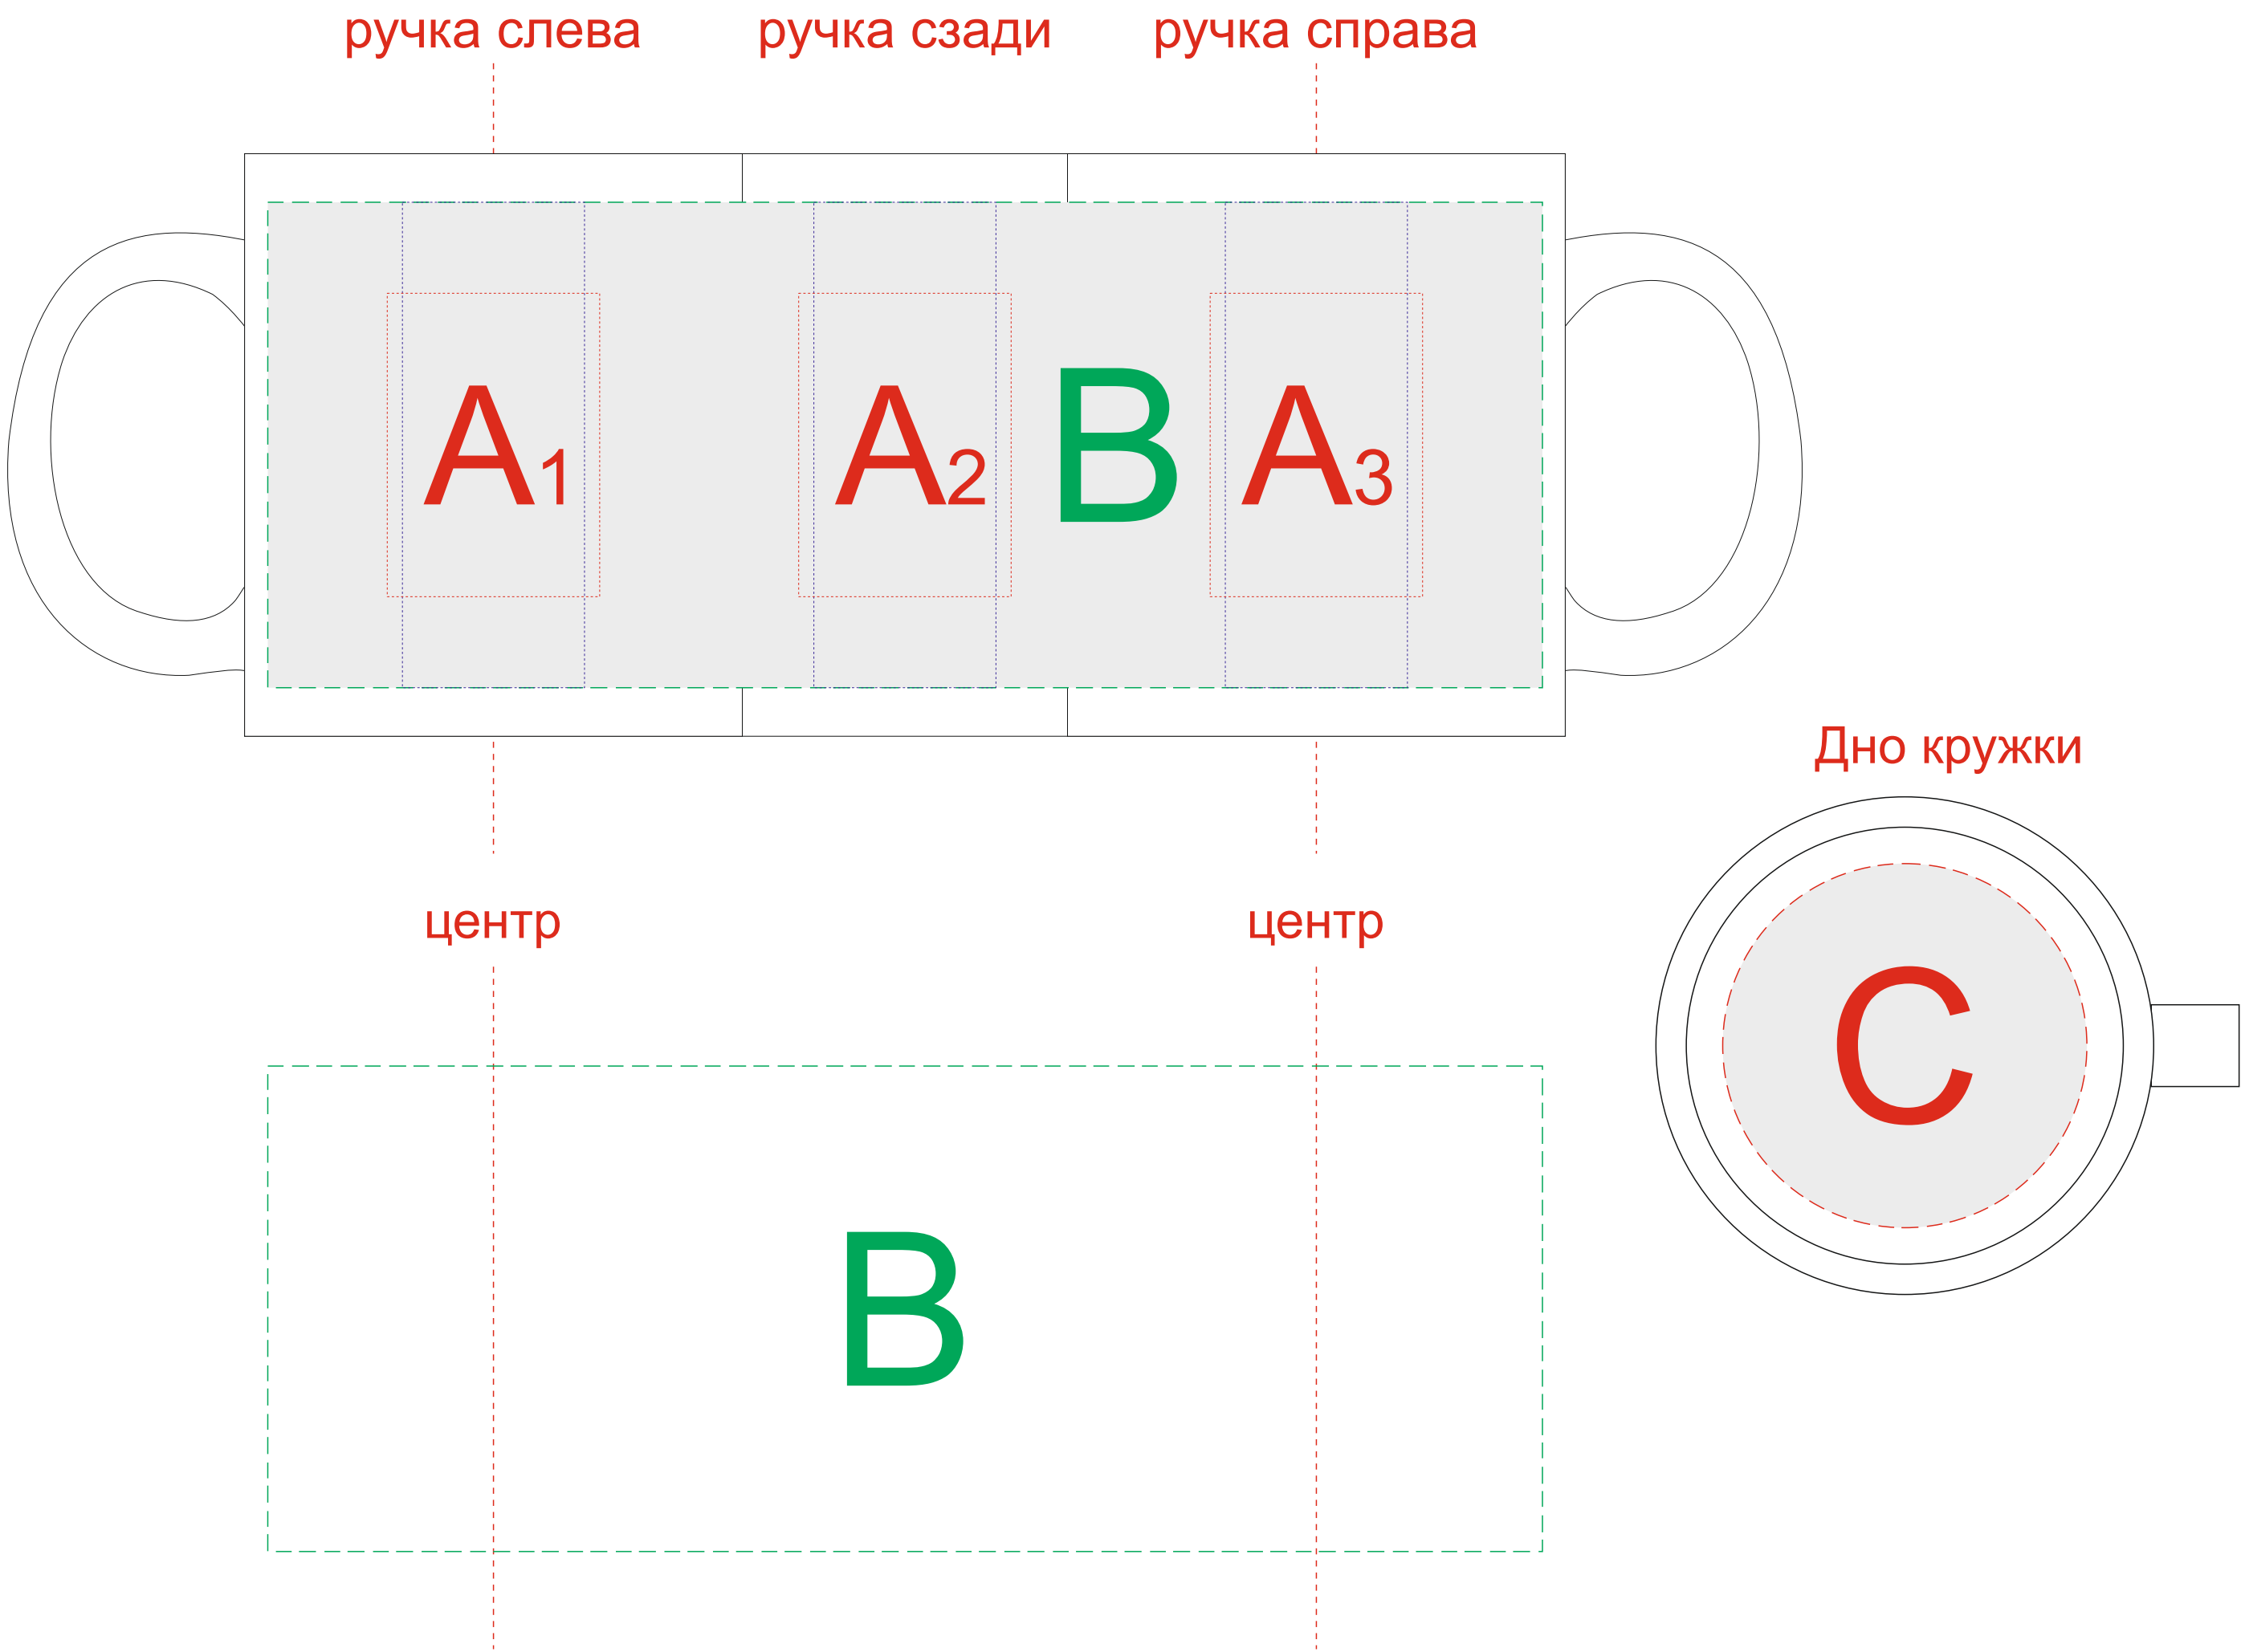 ручка слева ручка сзади ручка справа
A1 A2 B A3
Дно кружки
центр центр
C
B